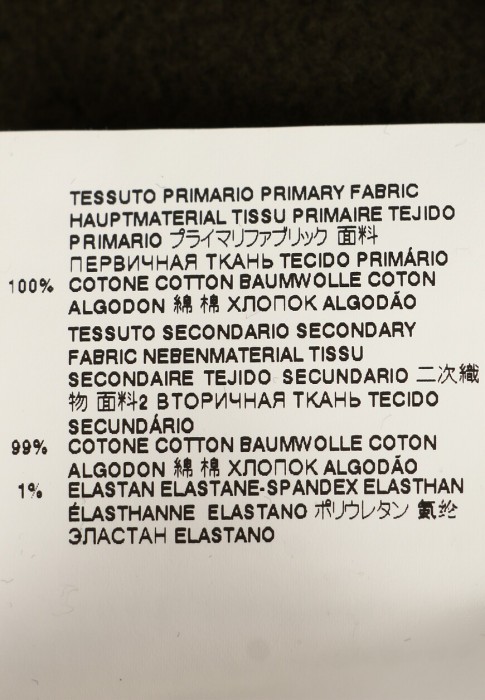 TESSUTO PRIMARIO PRIMARY FABRIC
HAUPTMATERIAL TISSU PRIMAIRE TEJIDO
PRIMARIO プライマリファブリック 面料
ПЕРВИЧНАЯ ТКАНЬ TECIDO PRIMÁRIO
100% COTONE COTTON BAUMWOLLE COTON
ALGODON 綿 棉 ХЛОПОК ALGODÃO
TESSUTO SECONDARIO SECONDARY
FABRIC NEBENMATERIAL TISSU
SECONDAIRE TEJIDO SECUNDARIO 二次織
物 面料2 ВТОРИЧНАЯ ТКАНЬ TECIDO
SECUNDÁRIO
99% COTONE COTTON BAUMWOLLE COTON
ALGODON 綿 棉 ХЛОПОК ALGODÃO
1% ELASTAN ELASTANE-SPANDEX ELASTHAN
ÉLASTHANNE ELASTANO ポリウレタン 氨纶
ЭЛАСТАН ELASTANO